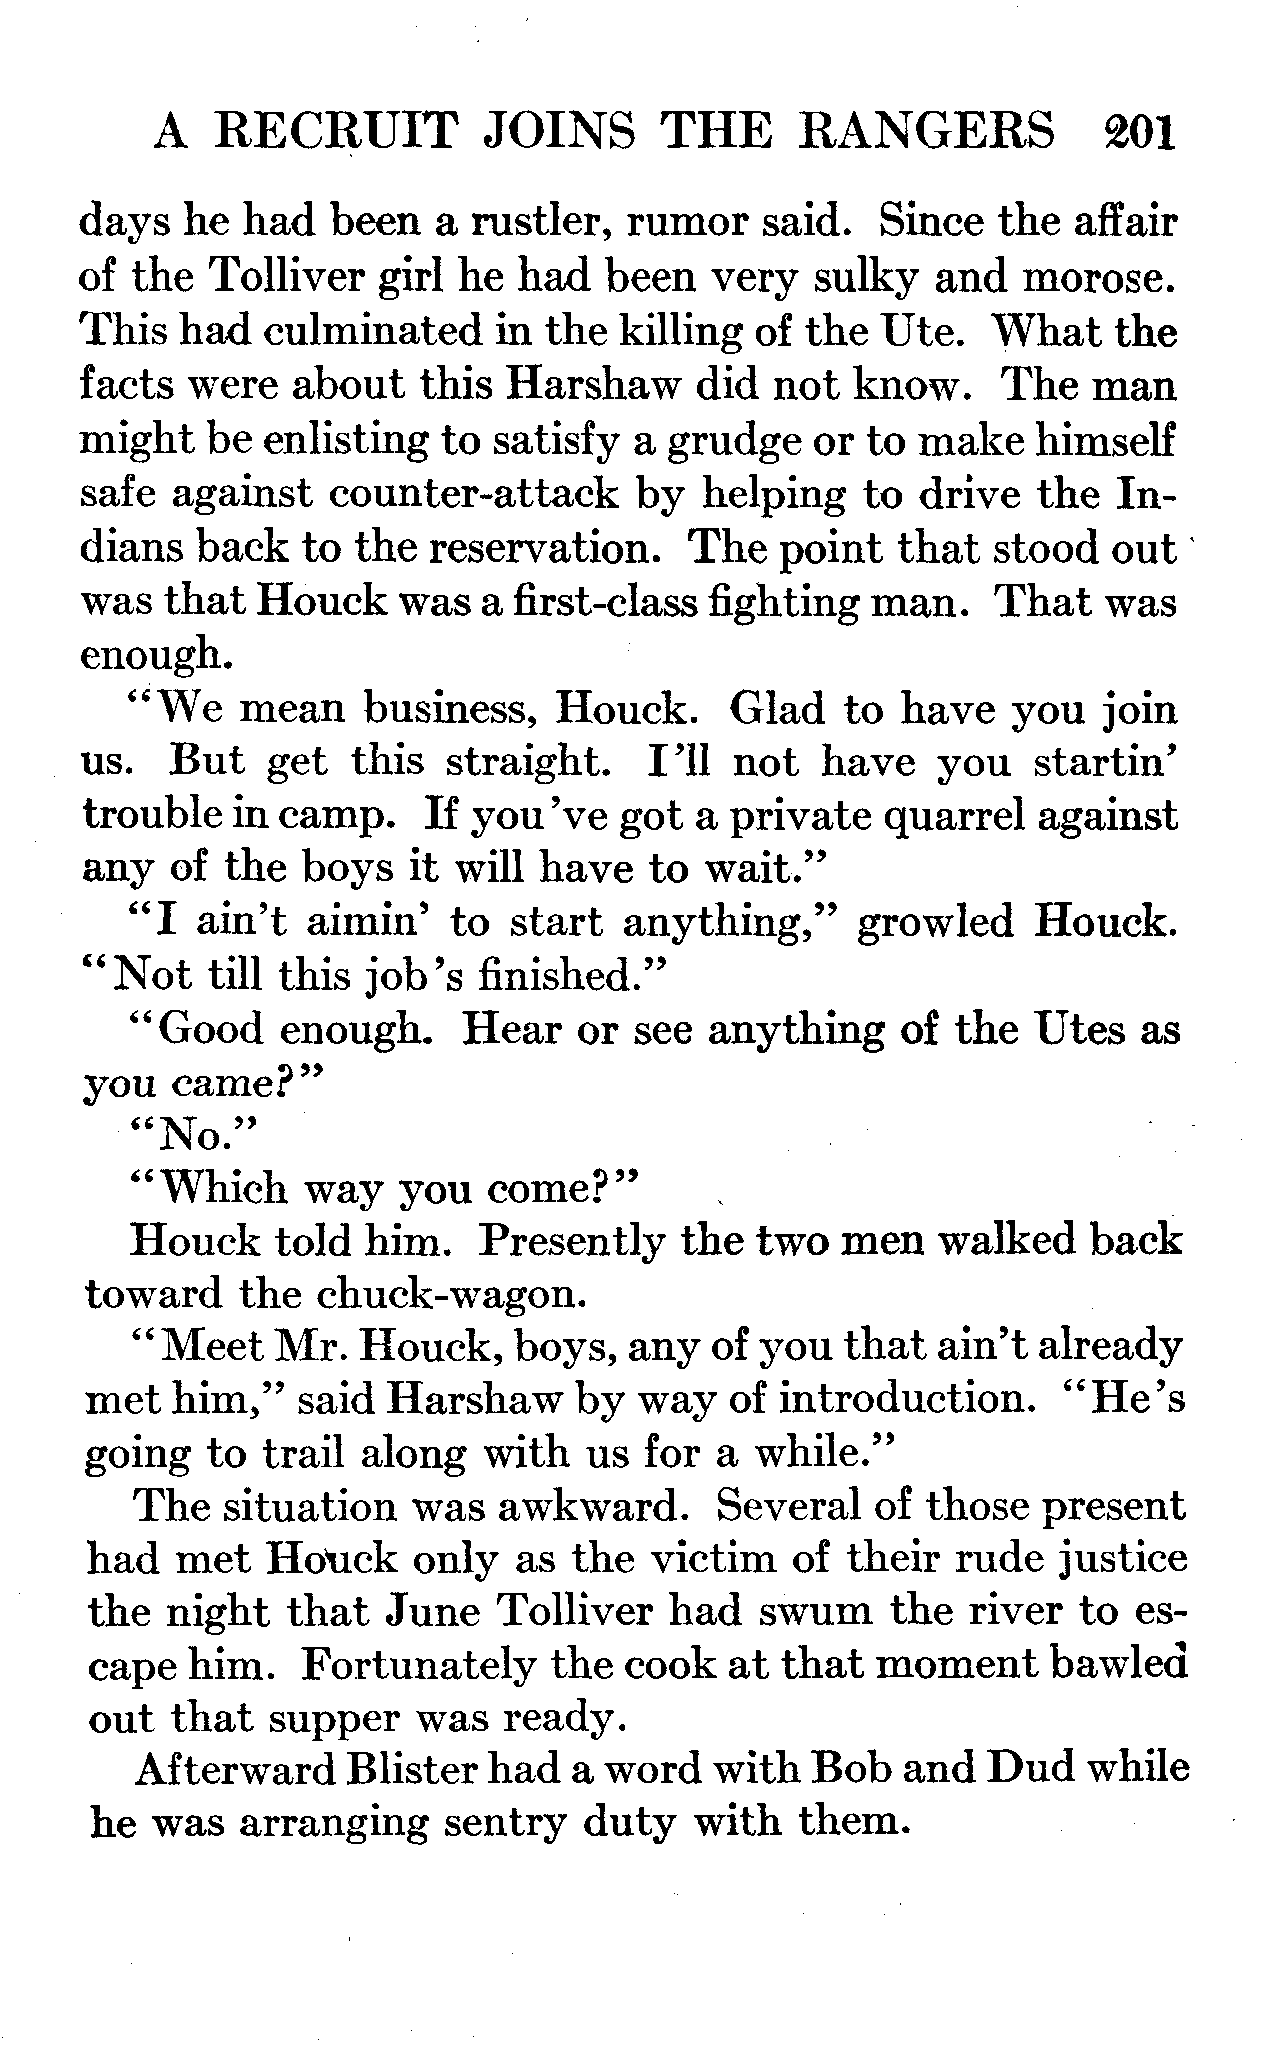 A RECRUIT JOINS THE RANGERS 201
days he had been a rustler, rumor said. Since the affair
of the Tolliver girl he had been very sulky and morose.
This had culminated in the killing of the Ute. What the
facts were about this Harshaw did not know. The man
might be enlisting to satisfy a grudge or to make himself
safe against counter-attack by helping to drive the In-
dians back to the reservation. The point that stood out
was that Houck was a first-class fighting man. That was
enough.
“We mean business, Houck. Glad to have you join
us. But get this straight. I’ll not have you startin’
trouble in camp. If you’ve got a private quarrel against
any of the boys it will have to wait.”
“I ain’t aimin’ to start anything,” growled Houck.
“Not till this job’s finished.”
“Good enough. Hear or see anything of the Utes as
you came?”
“No.”
“Which way you come?”
Houck told him. Presently the two men walked back
toward the chuck-wagon.
“Meet Mr. Houck, boys, any of you that ain’t already
met him,” said Harshaw by way of introduction. “He’s
going to trail along with us for a while.”
The situation was awkward. Several of those present
had met Houck only as the victim of their rude justice
the night that June Tolliver had swum the river to es-
cape him. Fortunately the cook at that moment bawled
out that supper was ready.
Afterward Blister had a word with Bob and Dud while
he was arranging sentry duty with them.